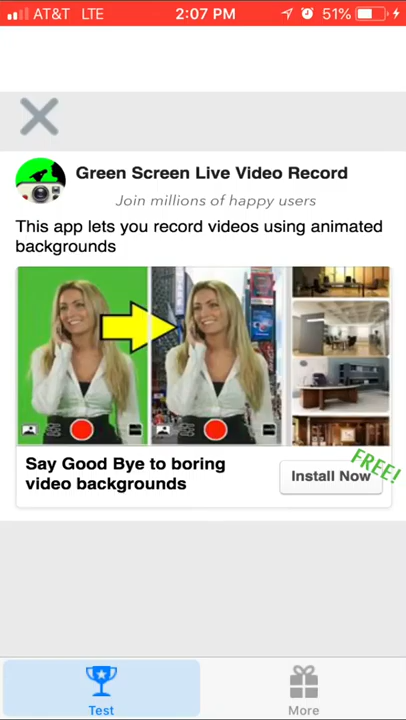 AT&T LTE 2:07 PM 51%
Green Screen Live Video Record
Join millions of happy users
This app lets you record videos using animated
backgrounds
Say Good Bye to boring
video backgrounds
Install Now
FREE!
Test
More